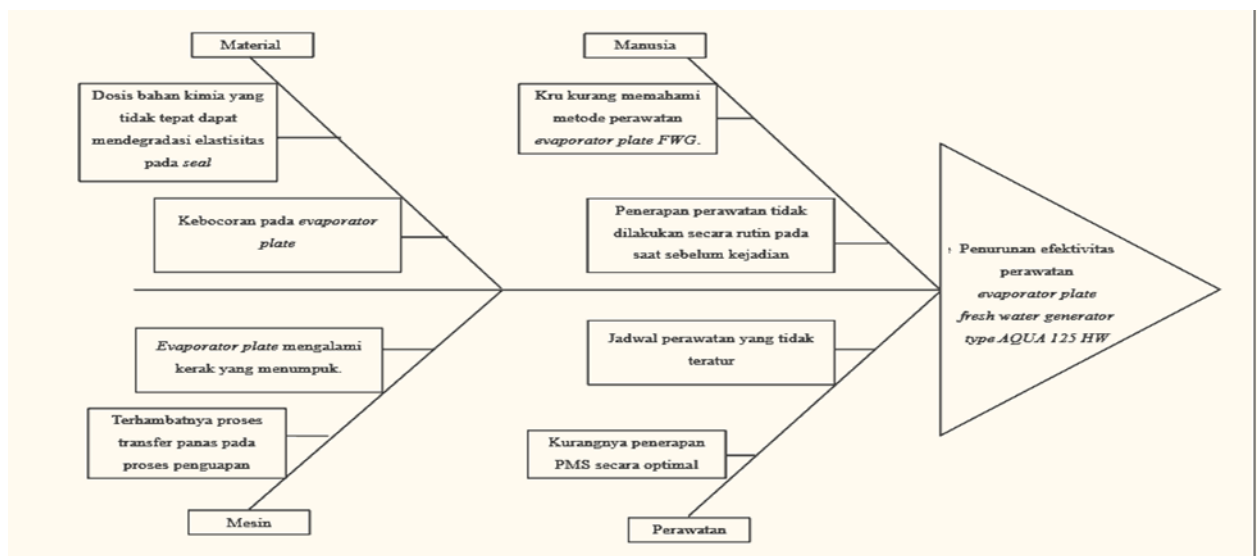 Material
Dosis bahan kimia yang
tidak tepat dapat
mendegradasi elastisitas
pada seal
Kebocoran pada evaporator
plate
Manusia
Kru kurang memahami
metode perawatan
evaporator plate FWG.
Penerapan perawatan tidak
dilakukan secara rutin pada
saat sebelum kejadian
Evaporator plate mengalami
kerak yang menumpuk.
Terhambatnya proses
transfer panas pada
proses penguapan
Mesin
Jadwal perawatan yang tidak
teratur
Kurangnya penerapan
PMS secara optimal
Perawatan
Penurunan efektivitas
perawatan
evaporator plate
fresh water generator
type AQUA 125 HW